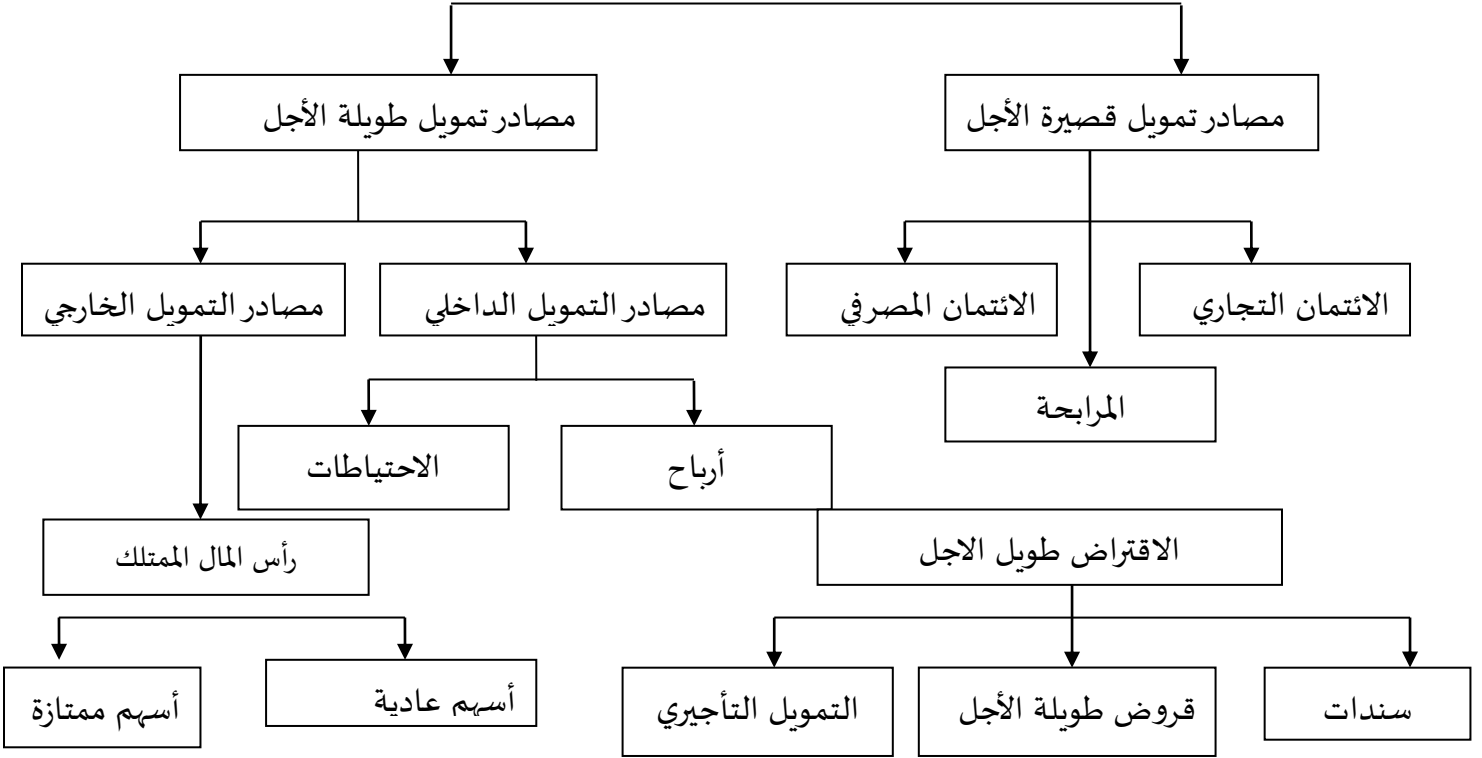 مصادر تمويل قصيرة الأجل
مصادر تمويل طويلة الأجل
الائتمان التجاري
الائتمان المصرفي
مصادر التمويل الداخلي
مصادر التمويل الخارجي
المرابحة
أرباح
الاحتياطات
الاقتراض طويل الاجل
رأس المال الممتلك
سندات
قروض طويلة الأجل
التمويل التأجيري
أسهم عادية
أسهم ممتازة